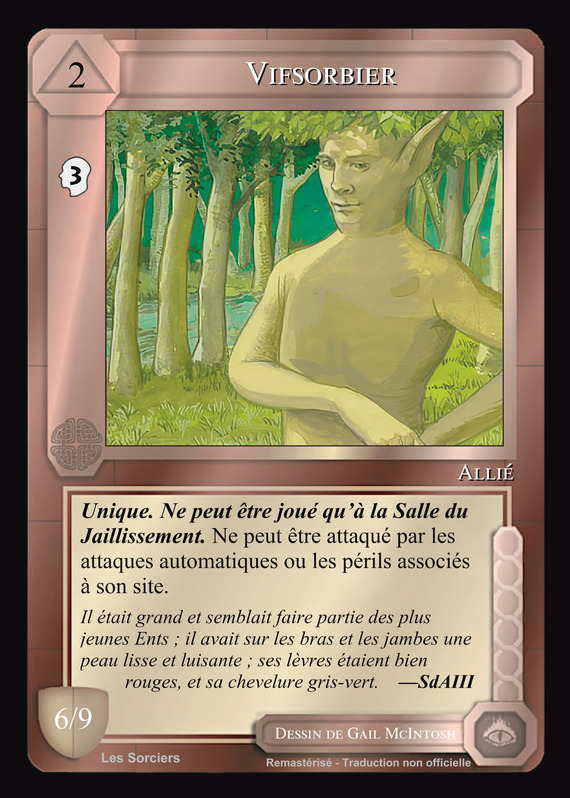 2
VIFSORBIER
3
ALLIÉ
Unique. Ne peut être joué qu'à la Salle du
Jaillissement. Ne peut être attaqué par les
attaques automatiques ou les périls associés
à son site.
Il était grand et semblait faire partie des plus
jeunes Ents ; il avait sur les bras et les jambes une
peau lisse et luisante ; ses lèvres étaient bien
rouges, et sa chevelure gris-vert. —SdAIII
6/9
DESSIN DE GAIL MCINTOSH
Les Sorciers
Remastérisé - Traduction non officielle